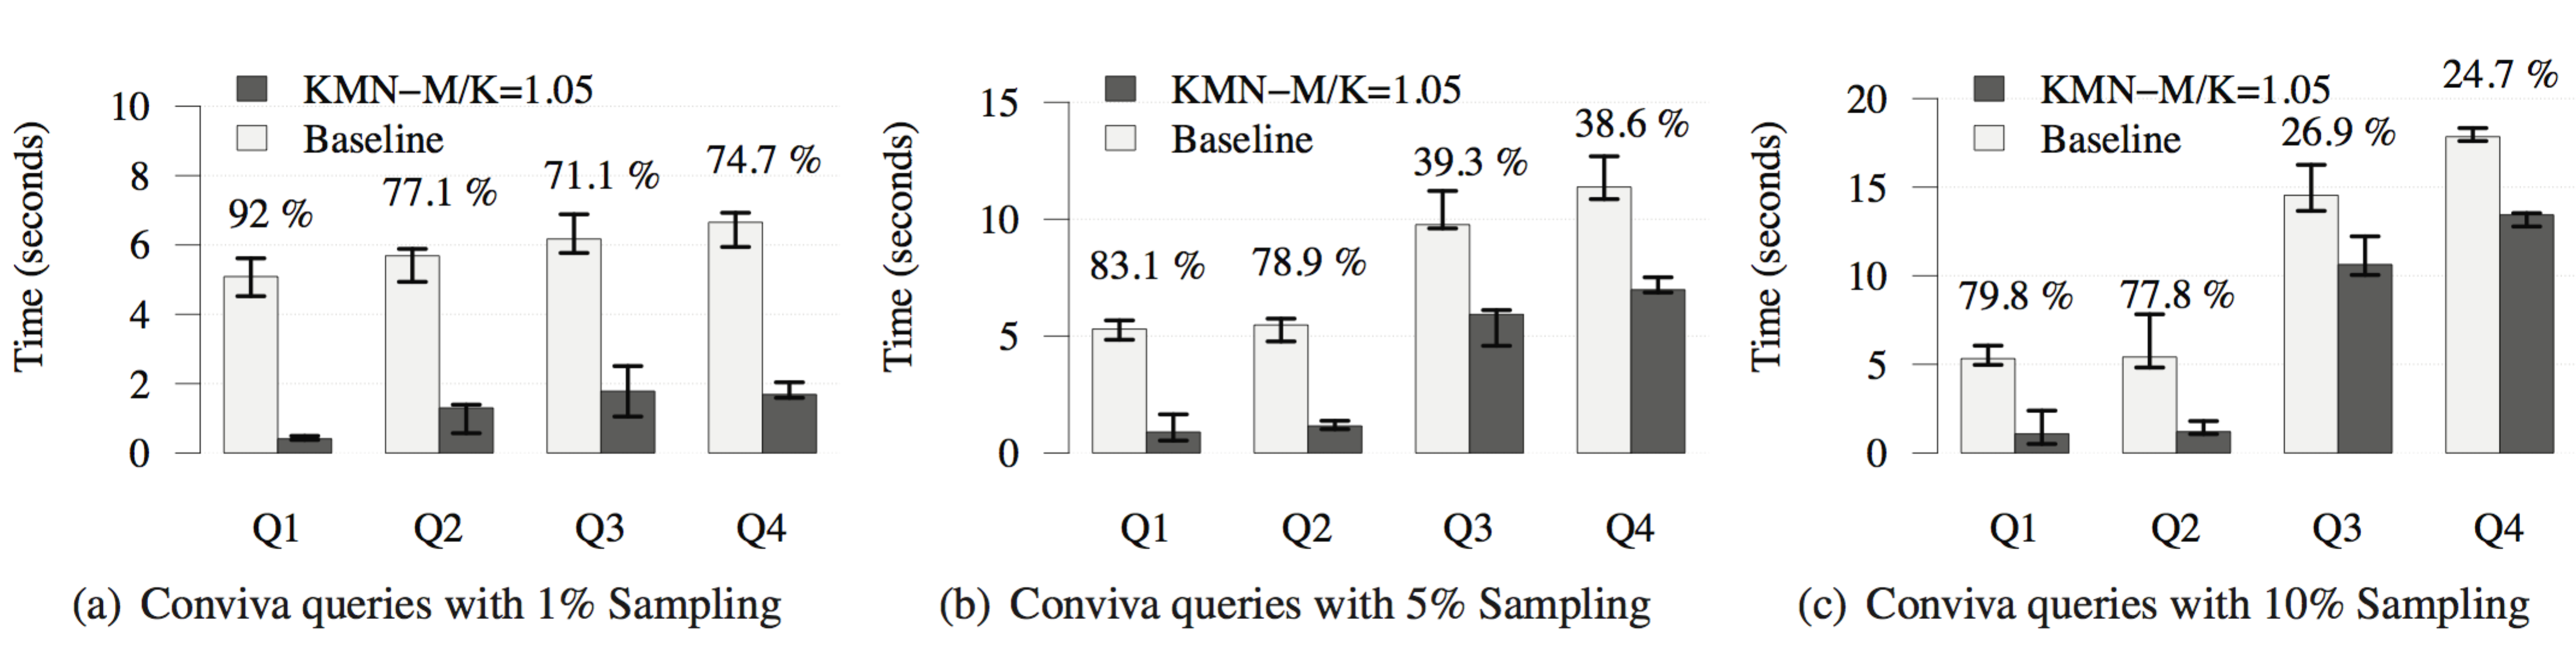 Time (seconds)
10
8
6
4
2
0
KMN−M/K=1.05
Baseline
92 %
77.1 %
71.1 %
74.7 %
Q1
Q2
Q3
Q4
(a) Conviva queries with 1% Sampling
Time (seconds)
15
10
5
0
KMN−M/K=1.05
Baseline
83.1 %
78.9 %
39.3 %
38.6 %
Q1
Q2
Q3
Q4
(b) Conviva queries with 5% Sampling
Time (seconds)
20
15
10
5
0
KMN−M/K=1.05
Baseline
79.8 %
77.8 %
26.9 %
24.7 %
Q1
Q2
Q3
Q4
(c) Conviva queries with 10% Sampling